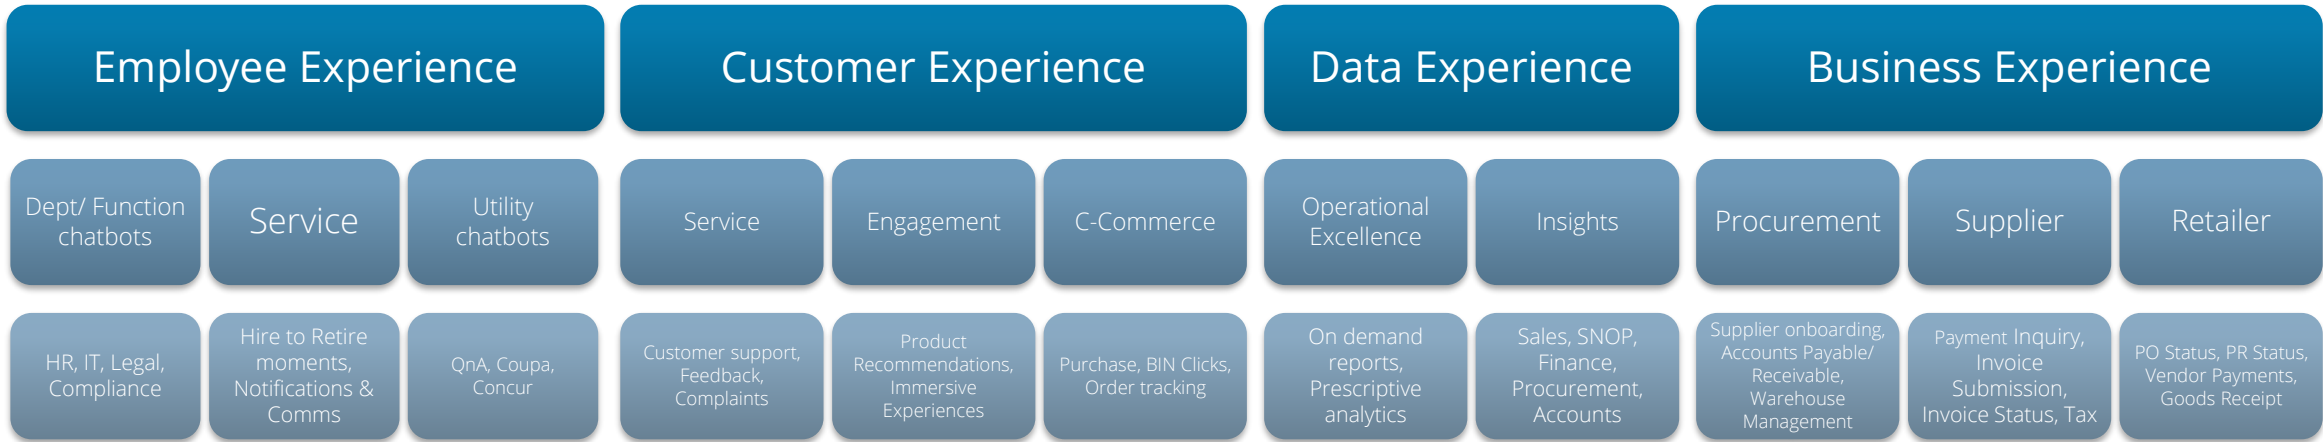 Employee Experience
Customer Experience
Data Experience
Business Experience
Dept/ Function
chatbots
Service
Utility
chatbots
Service
Engagement
C-Commerce
Operational
Excellence
Insights
Procurement
Supplier
Retailer
HR, IT, Legal,
Compliance
Hire to Retire
moments,
Notifications &
Comms
QnA, Coupa,
Concur
Customer support,
Feedback,
Complaints
Product
Recommendations,
Immersive
Experiences
Purchase, BIN Clicks,
Order tracking
On demand
reports,
Prescriptive
analytics
Sales, SNOP,
Finance,
Procurement,
Accounts
Supplier onboarding,
Accounts Payable/
Receivable,
Warehouse
Management
Payment Inquiry,
Invoice
Submission,
Invoice Status, Tax
PO Status, PR Status,
Vendor Payments,
Goods Receipt